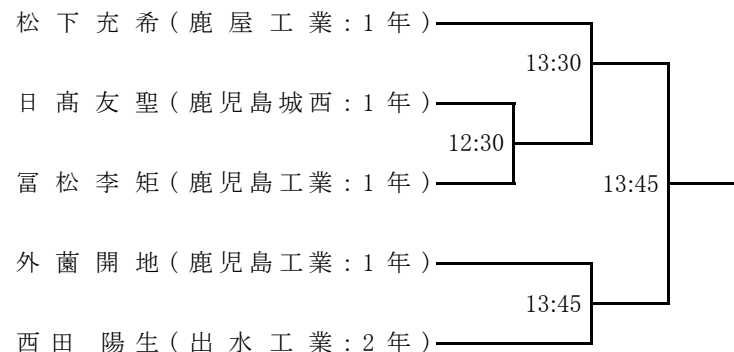 松下充希(鹿屋工業:1年)
13:30
日髙友聖(鹿児島城西:1年)
12:30
冨松李矩(鹿児島工業:1年)
13:45
外薗開地(鹿児島工業:1年)
13:45
西田 陽生(出水工業:2年)